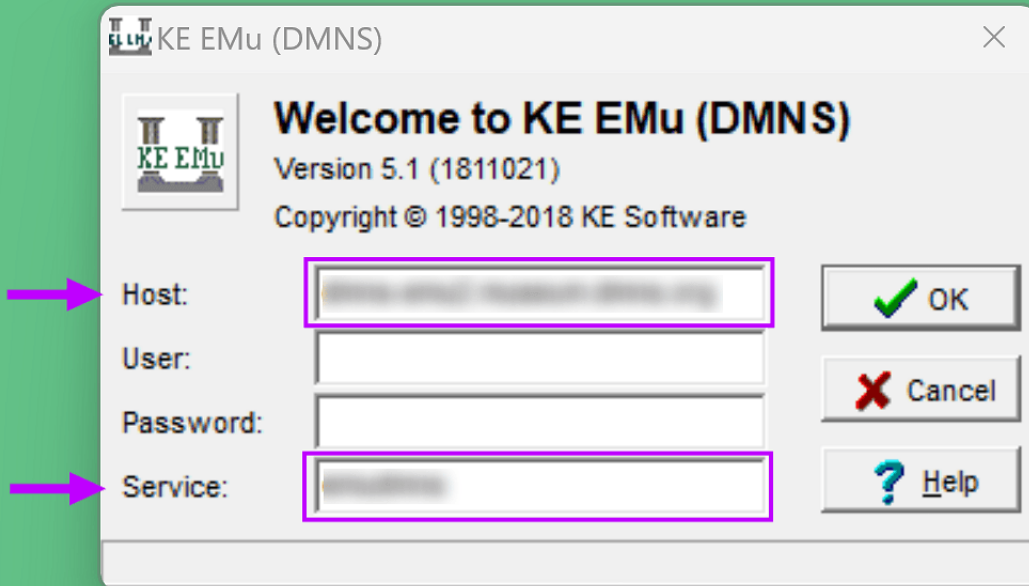 KE EMu (DMNS)
KE EMu
Welcome to KE EMu (DMNS)
Version 5.1 (1811021)
Copyright © 1998-2018 KE Software
Host:
OK
User:
Cancel
Password:
Service:
Help